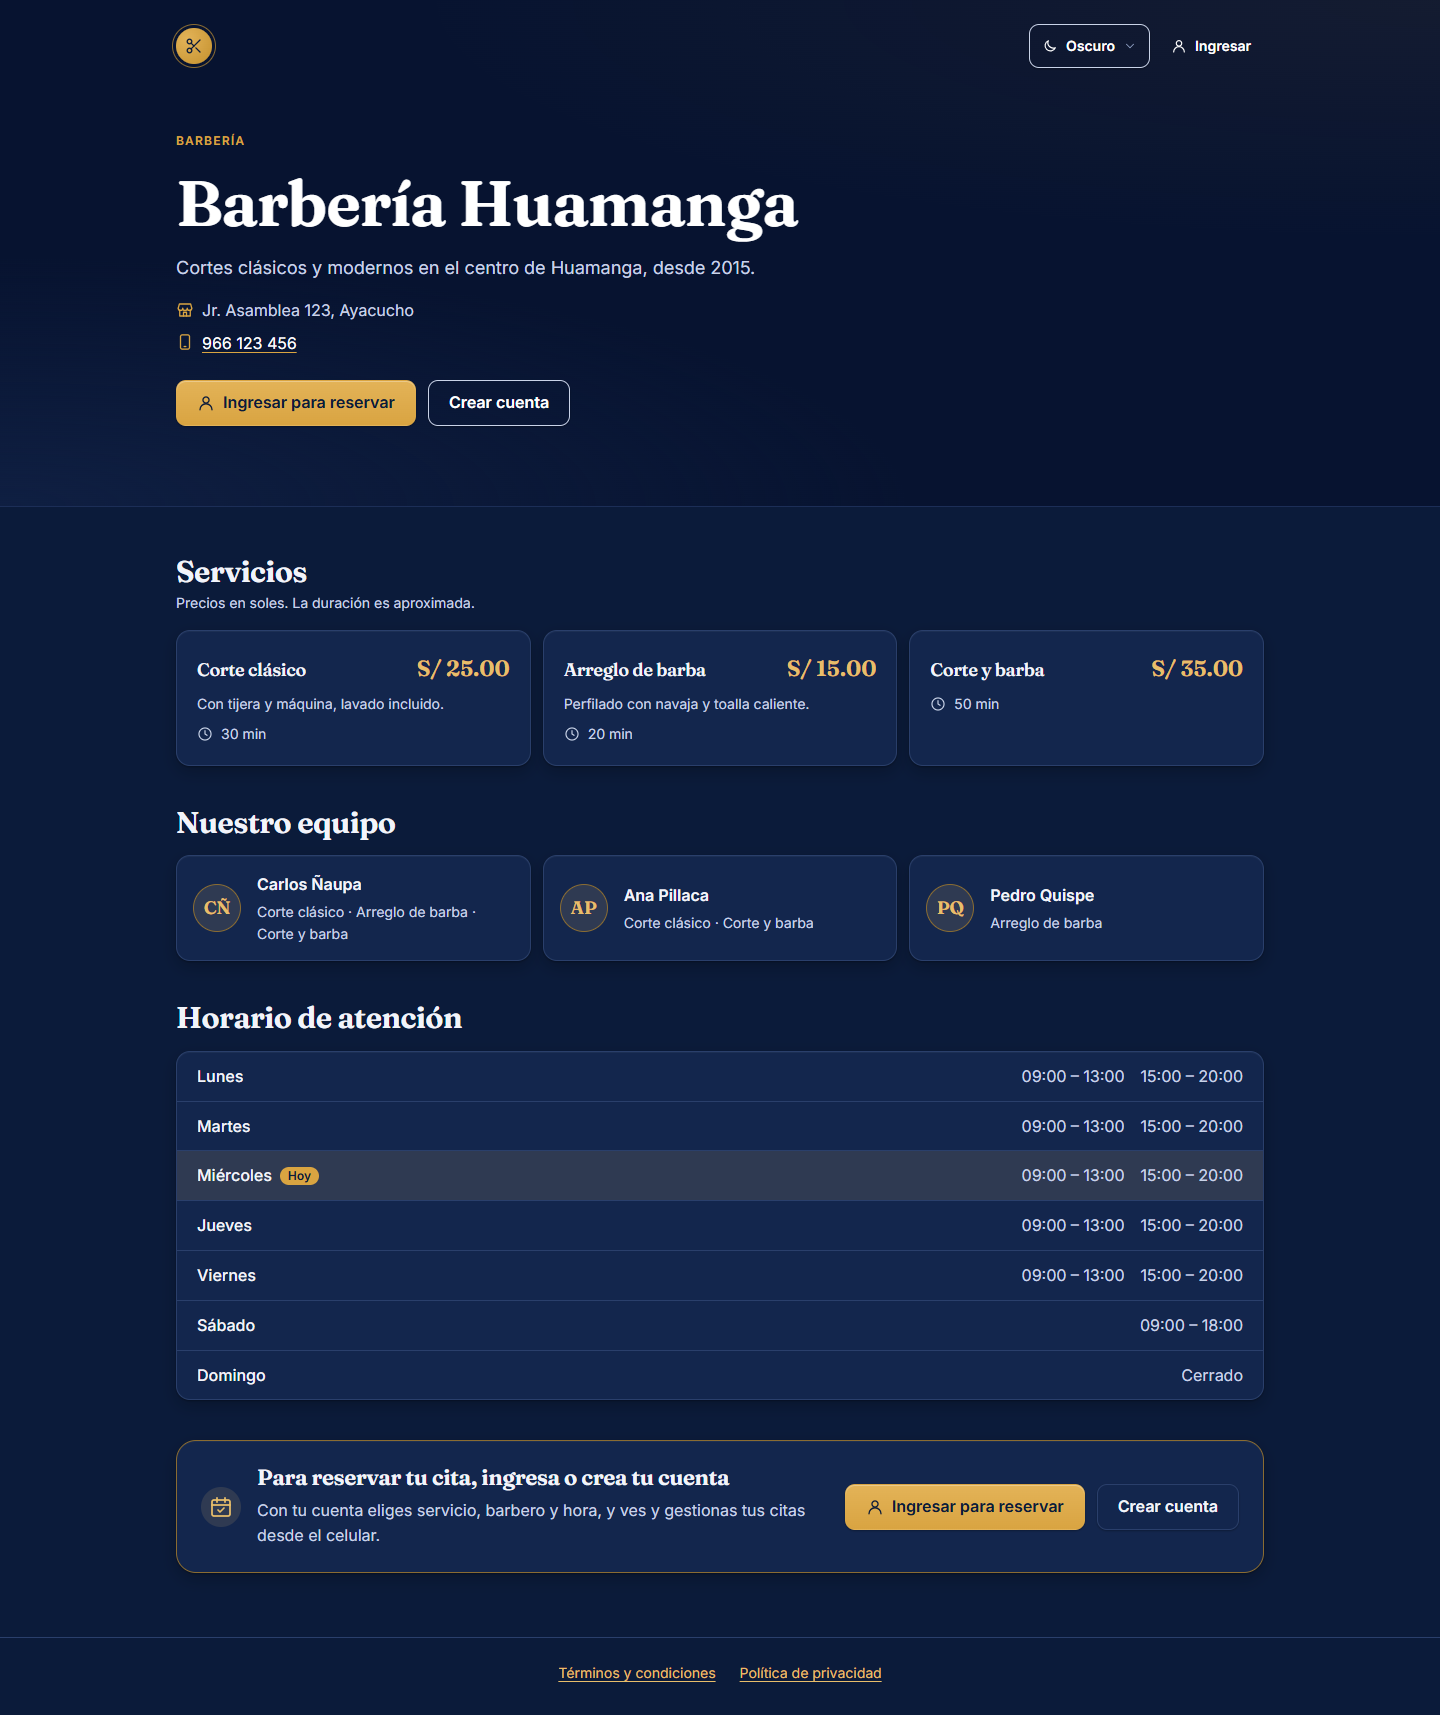 Oscuro
Ingresar
BARBERÍA
Barbería Huamanga
Cortes clásicos y modernos en el centro de Huamanga, desde 2015.
Jr. Asamblea 123, Ayacucho
966 123 456
Ingresar para reservar
Crear cuenta
Servicios
Precios en soles. La duración es aproximada.
Corte clásico
S/ 25.00
Con tijera y máquina, lavado incluido.
30 min
Arreglo de barba
S/ 15.00
Perfilado con navaja y toalla caliente.
20 min
Corte y barba
S/ 35.00
50 min
Nuestro equipo
CÑ
Carlos Ñaupa
Corte clásico · Arreglo de barba ·
Corte y barba
AP
Ana Pillaca
Corte clásico · Corte y barba
PQ
Pedro Quispe
Arreglo de barba
Horario de atención
Lunes 09:00 – 13:00 15:00 – 20:00
Martes 09:00 – 13:00 15:00 – 20:00
Miércoles Hoy 09:00 – 13:00 15:00 – 20:00
Jueves 09:00 – 13:00 15:00 – 20:00
Viernes 09:00 – 13:00 15:00 – 20:00
Sábado 09:00 – 18:00
Domingo Cerrado
Para reservar tu cita, ingresa o crea tu cuenta
Con tu cuenta eliges servicio, barbero y hora, y ves y gestionas tus citas
desde el celular.
Ingresar para reservar
Crear cuenta
Términos y condiciones
Política de privacidad